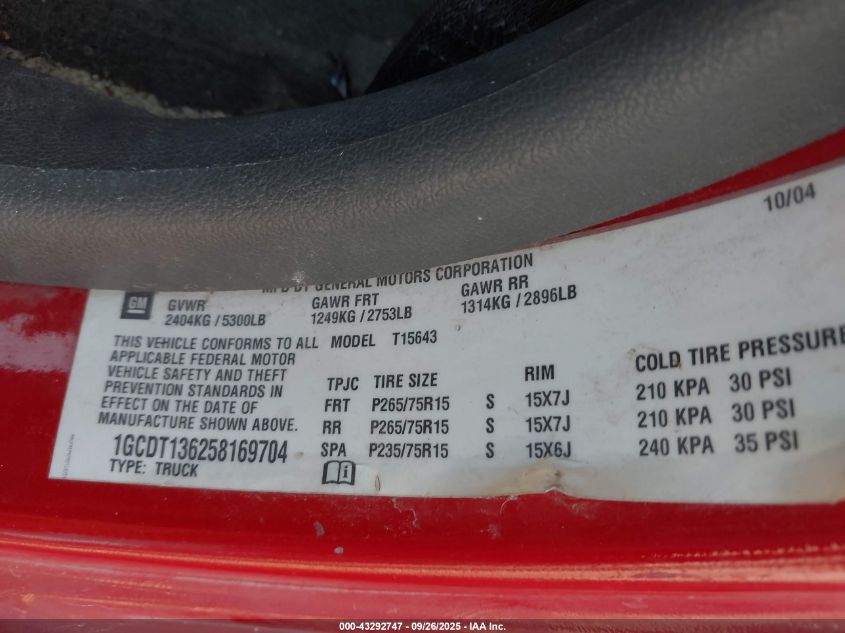 10/04
MFD BY GENERAL MOTORS CORPORATION
GM
GVWR GAWR FRT GAWR RR
2404KG / 5300LB 1249KG / 2753LB 1314KG / 2896LB
THIS VEHICLE CONFORMS TO ALL MODEL T15643
APPLICABLE FEDERAL MOTOR
VEHICLE SAFETY AND THEFT
PREVENTION STANDARDS IN
EFFECT ON THE DATE OF
MANUFACTURE SHOWN ABOVE.
1GCDT136258169704
TYPE: TRUCK
TPJC TIRE SIZE RIM COLD TIRE PRESSURE
FRT P265/75R15 S 15X7J 210 KPA 30 PSI
RR P265/75R15 S 15X7J 210 KPA 30 PSI
SPA P235/75R15 S 15X6J 240 KPA 35 PSI
000-43292747 - 09/26/2025 - IAA Inc.